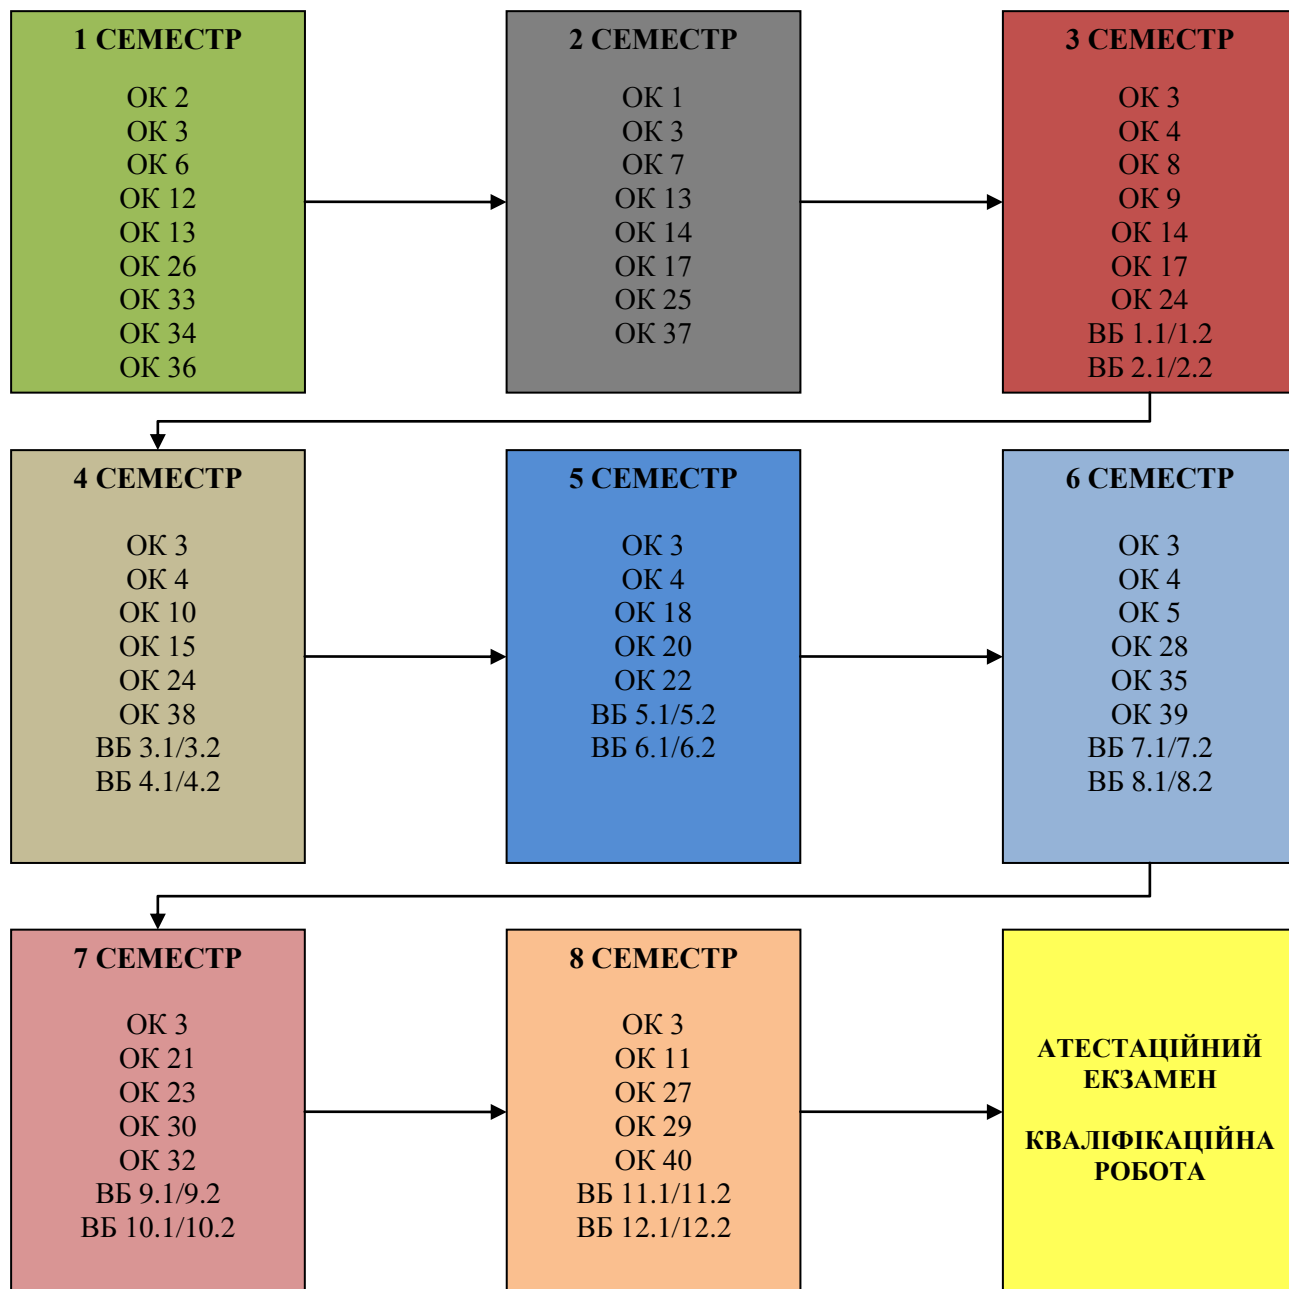 1 СЕМЕСТР
ОК 2
ОК 3
ОК 6
ОК 12
ОК 13
ОК 26
ОК 33
ОК 34
ОК 36
2 СЕМЕСТР
ОК 1
ОК 3
ОК 7
ОК 13
ОК 14
ОК 17
ОК 25
ОК 37
3 СЕМЕСТР
ОК 3
ОК 4
ОК 8
ОК 9
ОК 14
ОК 17
ОК 24
ВБ 1.1/1.2
ВБ 2.1/2.2
4 СЕМЕСТР
ОК 3
ОК 4
ОК 10
ОК 15
ОК 24
ОК 38
ВБ 3.1/3.2
ВБ 4.1/4.2
5 СЕМЕСТР
ОК 3
ОК 4
ОК 18
ОК 20
ОК 22
ВБ 5.1/5.2
ВБ 6.1/6.2
6 СЕМЕСТР
ОК 3
ОК 4
ОК 5
ОК 28
ОК 35
ОК 39
ВБ 7.1/7.2
ВБ 8.1/8.2
7 СЕМЕСТР
ОК 3
ОК 21
ОК 23
ОК 30
ОК 32
ВБ 9.1/9.2
ВБ 10.1/10.2
8 СЕМЕСТР
ОК 3
ОК 11
ОК 27
ОК 29
ОК 40
ВБ 11.1/11.2
ВБ 12.1/12.2
АТЕСТАЦІЙНИЙ
ЕКЗАМЕН
КВАЛІФІКАЦІЙНА
РОБОТА